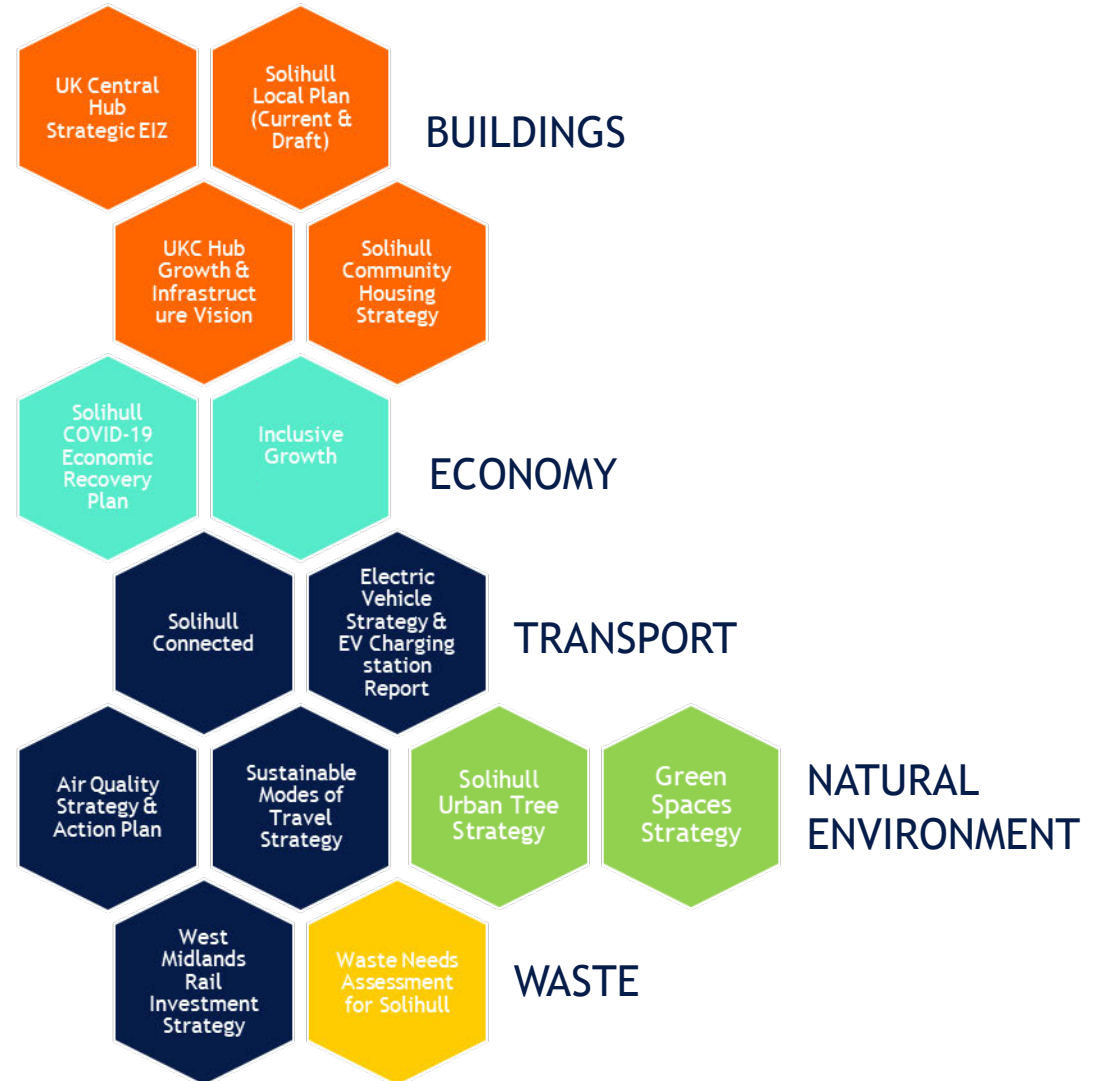 UK Central
Hub
Strategic EIZ
Solihull
Local Plan
(Current &
Draft)
BUILDINGS
UKC Hub
Growth &
Infrastruct
ure Vision
Solihull
Community
Housing
Strategy
Solihull
COVID-19
Economic
Recovery
Plan
Inclusive
Growth
ECONOMY
Solihull
Connected
Electric
Vehicle
Strategy &
EV Charging
station
Report
TRANSPORT
Air Quality
Strategy &
Action Plan
Sustainable
Modes of
Travel
Strategy
Solihull
Urban Tree
Strategy
Green
Spaces
Strategy
NATURAL
ENVIRONMENT
West
Midlands
Rail
Investment
Strategy
Waste Needs
Assessment
for Solihull
WASTE